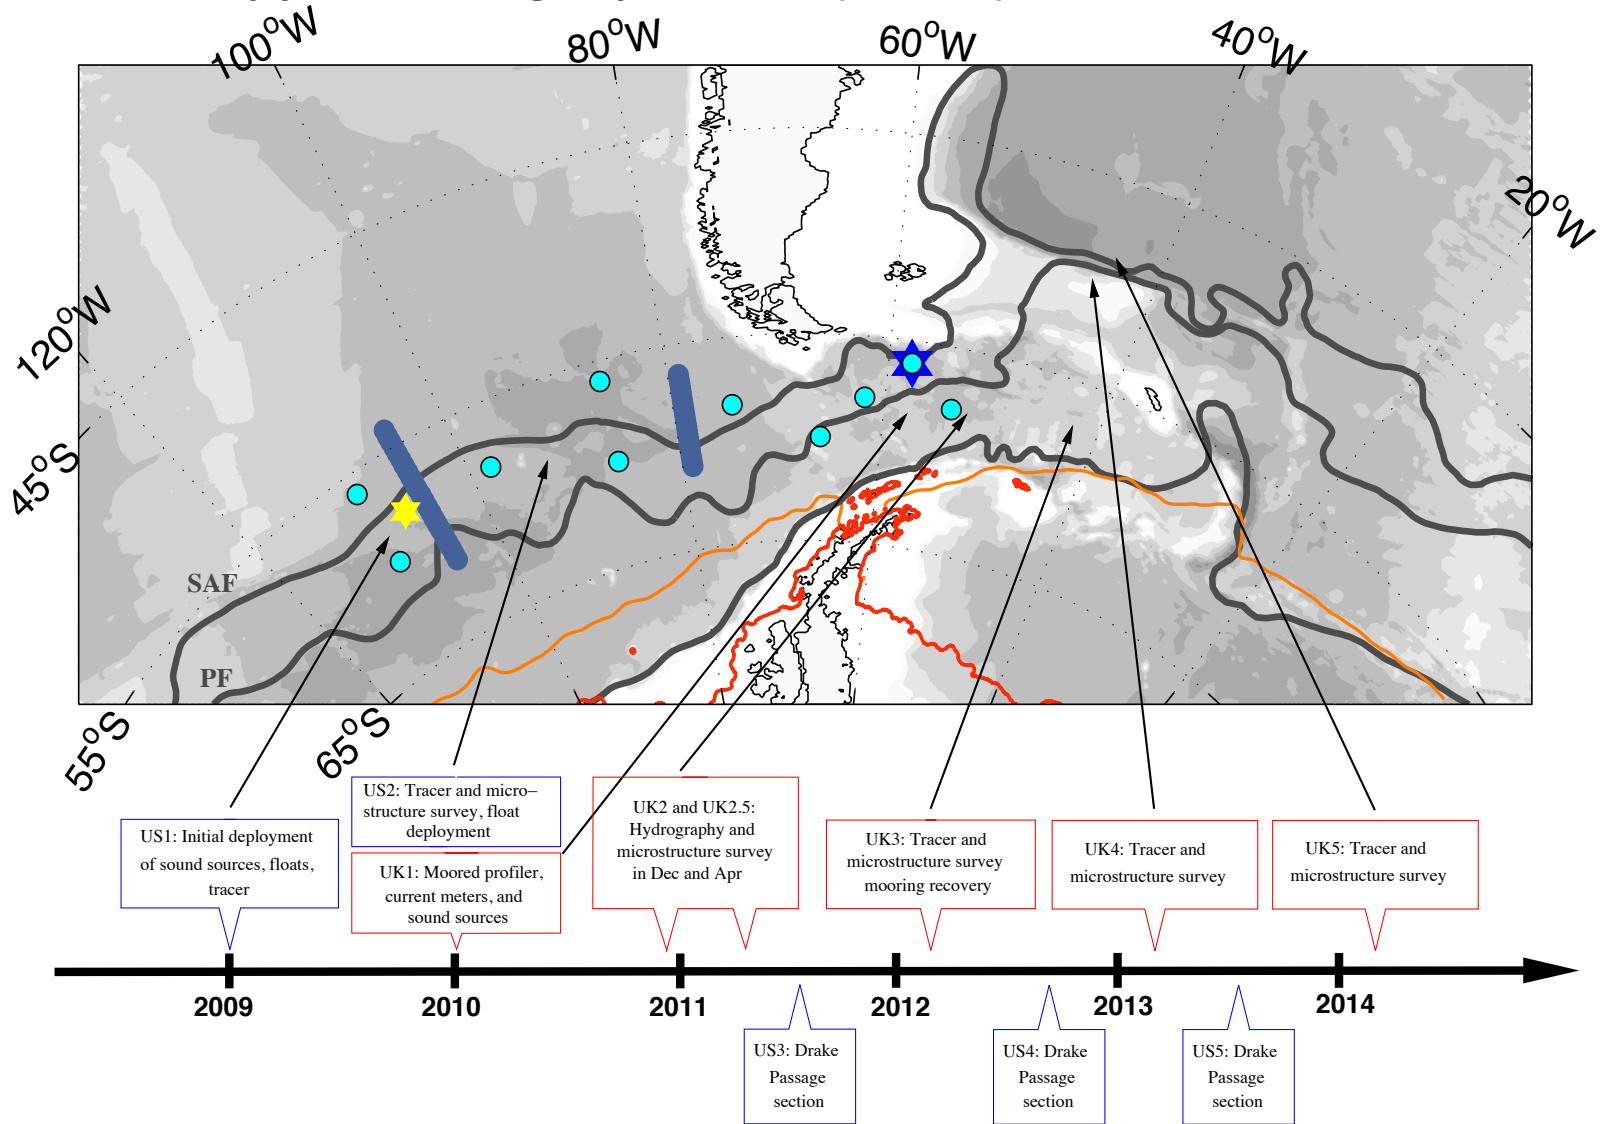 100°W
80°W
60°W
40°W
20°W
120°W
45°S
55°S
65°S
SAF
PF
US1: Initial deployment
of sound sources, floats,
tracer
US2: Tracer and micro–
structure survey, float
deployment
UK1: Moored profiler,
current meters, and
sound sources
UK2 and UK2.5:
Hydrography and
microstructure survey
in Dec and Apr
UK3: Tracer and
microstructure survey
mooring recovery
UK4: Tracer and
microstructure survey
UK5: Tracer and
microstructure survey
2009
2010
2011
2012
2013
2014
US3: Drake
Passage
section
US4: Drake
Passage
section
US5: Drake
Passage
section